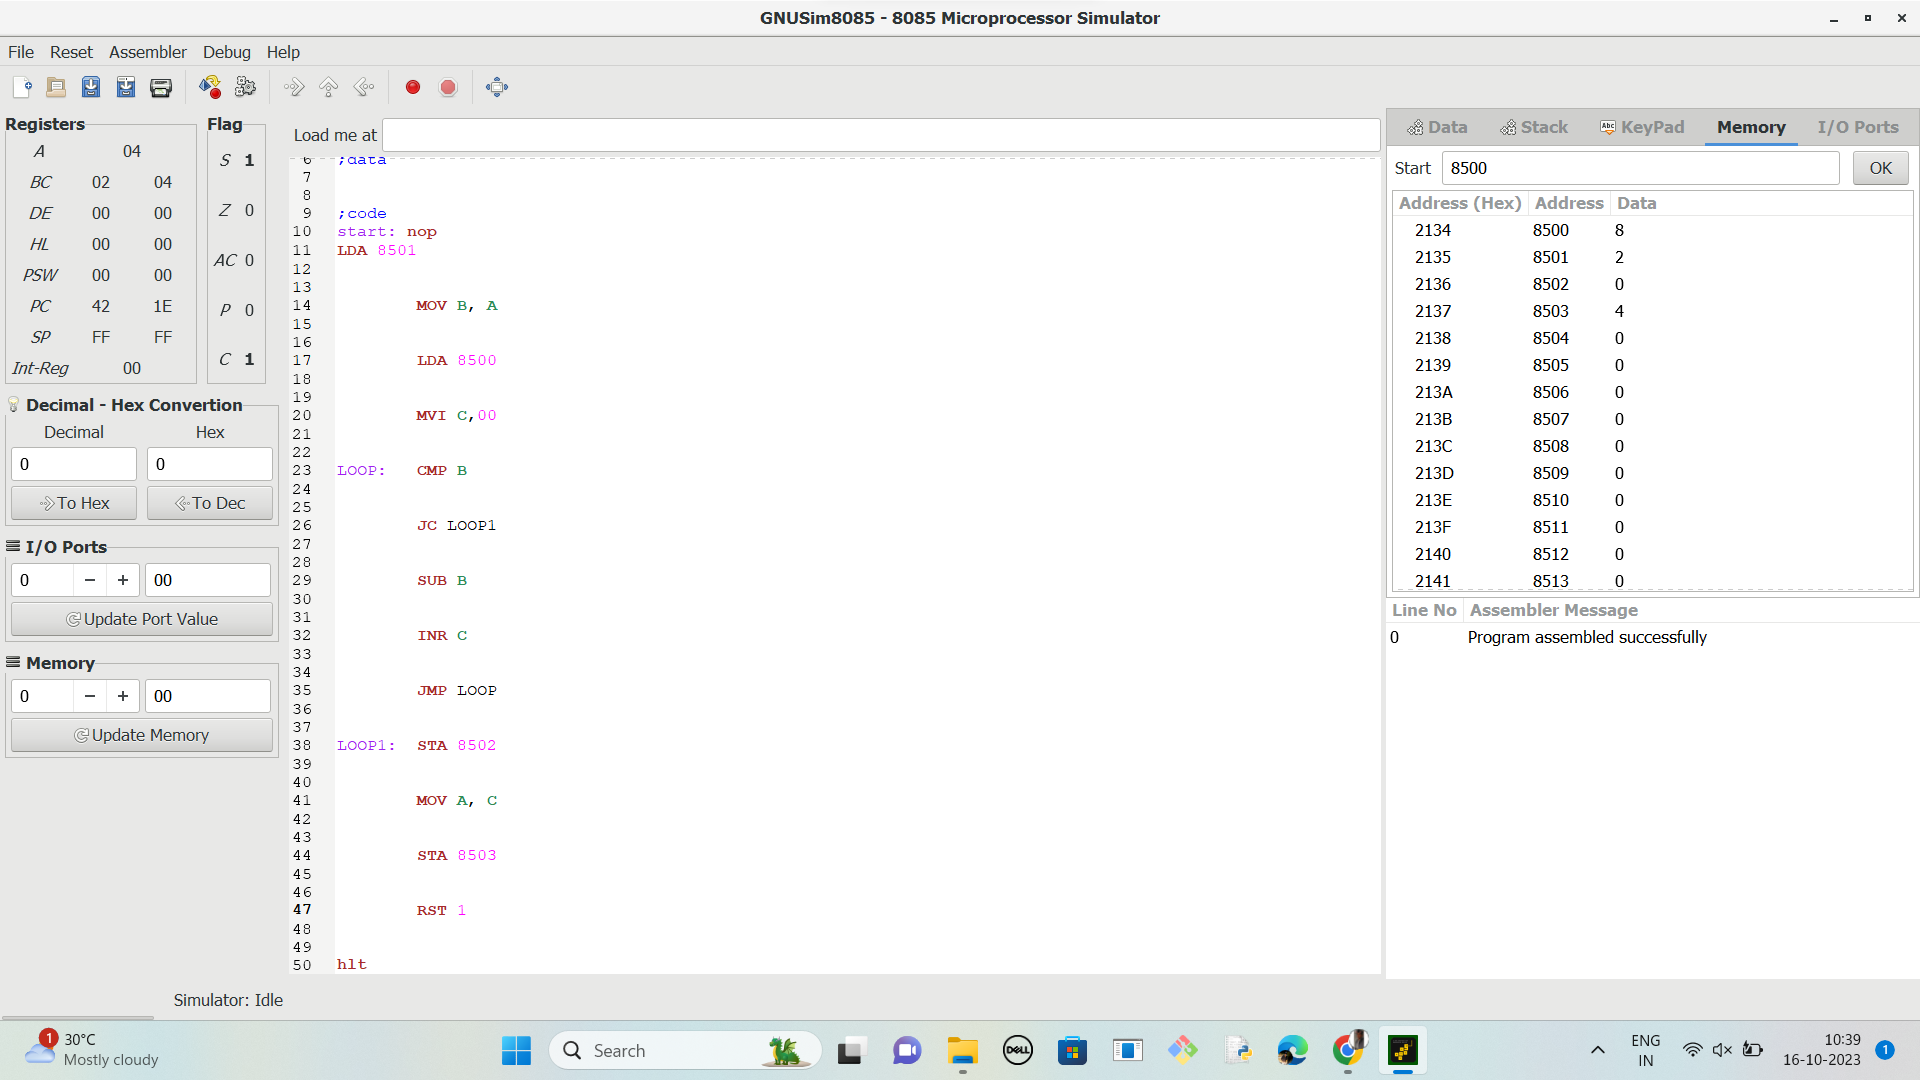 GNUSim8085 - 8085 Microprocessor Simulator
File Reset Assembler Debug Help
Registers
A 04
BC 02 04
DE 00 00
HL 00 00
PSW 00 00
PC 42 1E
SP FF FF
Int-Reg 00
Flag
S 1
Z 0
AC 0
P 0
C 1
Decimal - Hex Convertion
Decimal Hex
0 0
To Hex To Dec
I/O Ports
0 − + 00
Update Port Value
Memory
0 − + 00
Update Memory
Load me at
6 ;data
7
8
9 ;code
10 start: nop
11 LDA 8501
12
13
14 MOV B, A
15
16
17 LDA 8500
18
19
20 MVI C,00
21
22
23 LOOP: CMP B
24
25
26 JC LOOP1
27
28
29 SUB B
30
31
32 INR C
33
34
35 JMP LOOP
36
37
38 LOOP1: STA 8502
39
40
41 MOV A, C
42
43
44 STA 8503
45
46
47 RST 1
48
49
50 hlt
Data Stack Abc KeyPad Memory I/O Ports
Start 8500 OK
Address (Hex) Address Data
2134 8500 8
2135 8501 2
2136 8502 0
2137 8503 4
2138 8504 0
2139 8505 0
213A 8506 0
213B 8507 0
213C 8508 0
213D 8509 0
213E 8510 0
213F 8511 0
2140 8512 0
2141 8513 0
Line No Assembler Message
0 Program assembled successfully
Simulator: Idle
1 30°C
Mostly cloudy
Search
DELL
ENG
IN
10:39
16-10-2023
1